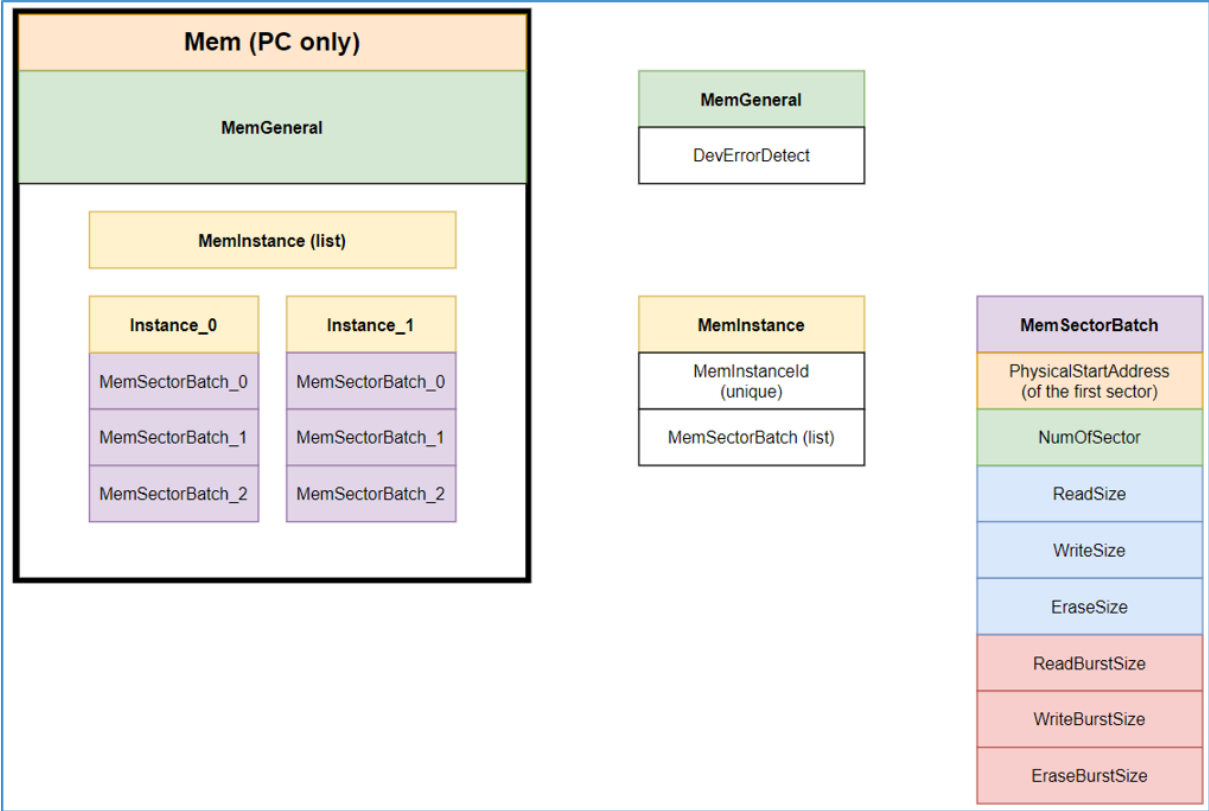 Mem (PC only)
MemGeneral
MemInstance (list)
Instance_0
Instance_1
MemSectorBatch_0
MemSectorBatch_0
MemSectorBatch_1
MemSectorBatch_1
MemSectorBatch_2
MemSectorBatch_2
MemGeneral
DevErrorDetect
MemInstance
MemInstanceId
(unique)
MemSectorBatch (list)
MemSectorBatch
PhysicalStartAddress
(of the first sector)
NumOfSector
ReadSize
WriteSize
EraseSize
ReadBurstSize
WriteBurstSize
EraseBurstSize